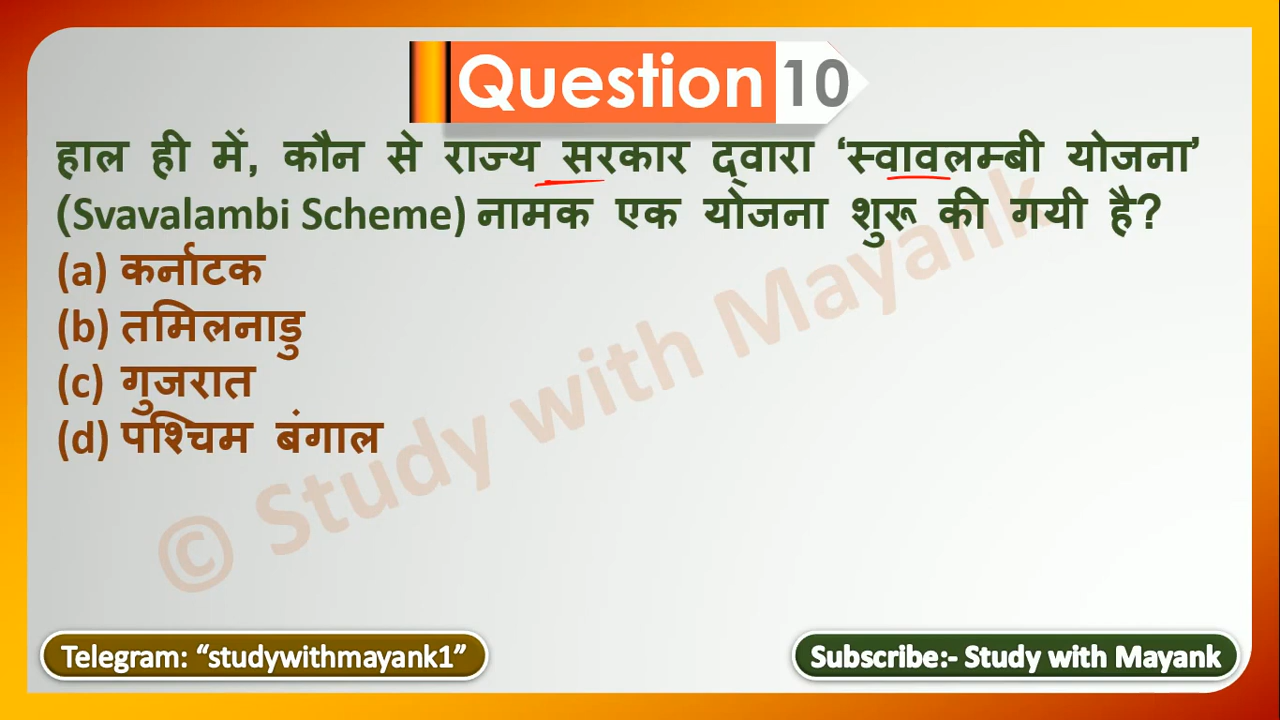 Question 10
हाल ही में, कौन से राज्य सरकार द्वारा ‘स्वावलम्बी योजना’
(Svavalambi Scheme) नामक एक योजना शुरू की गयी है?
(a) कर्नाटक
(b) तमिलनाडु
(c) गुजरात
(d) पश्चिम बंगाल
© Study with Mayank
Telegram: “studywithmayank1”
Subscribe:- Study with Mayank